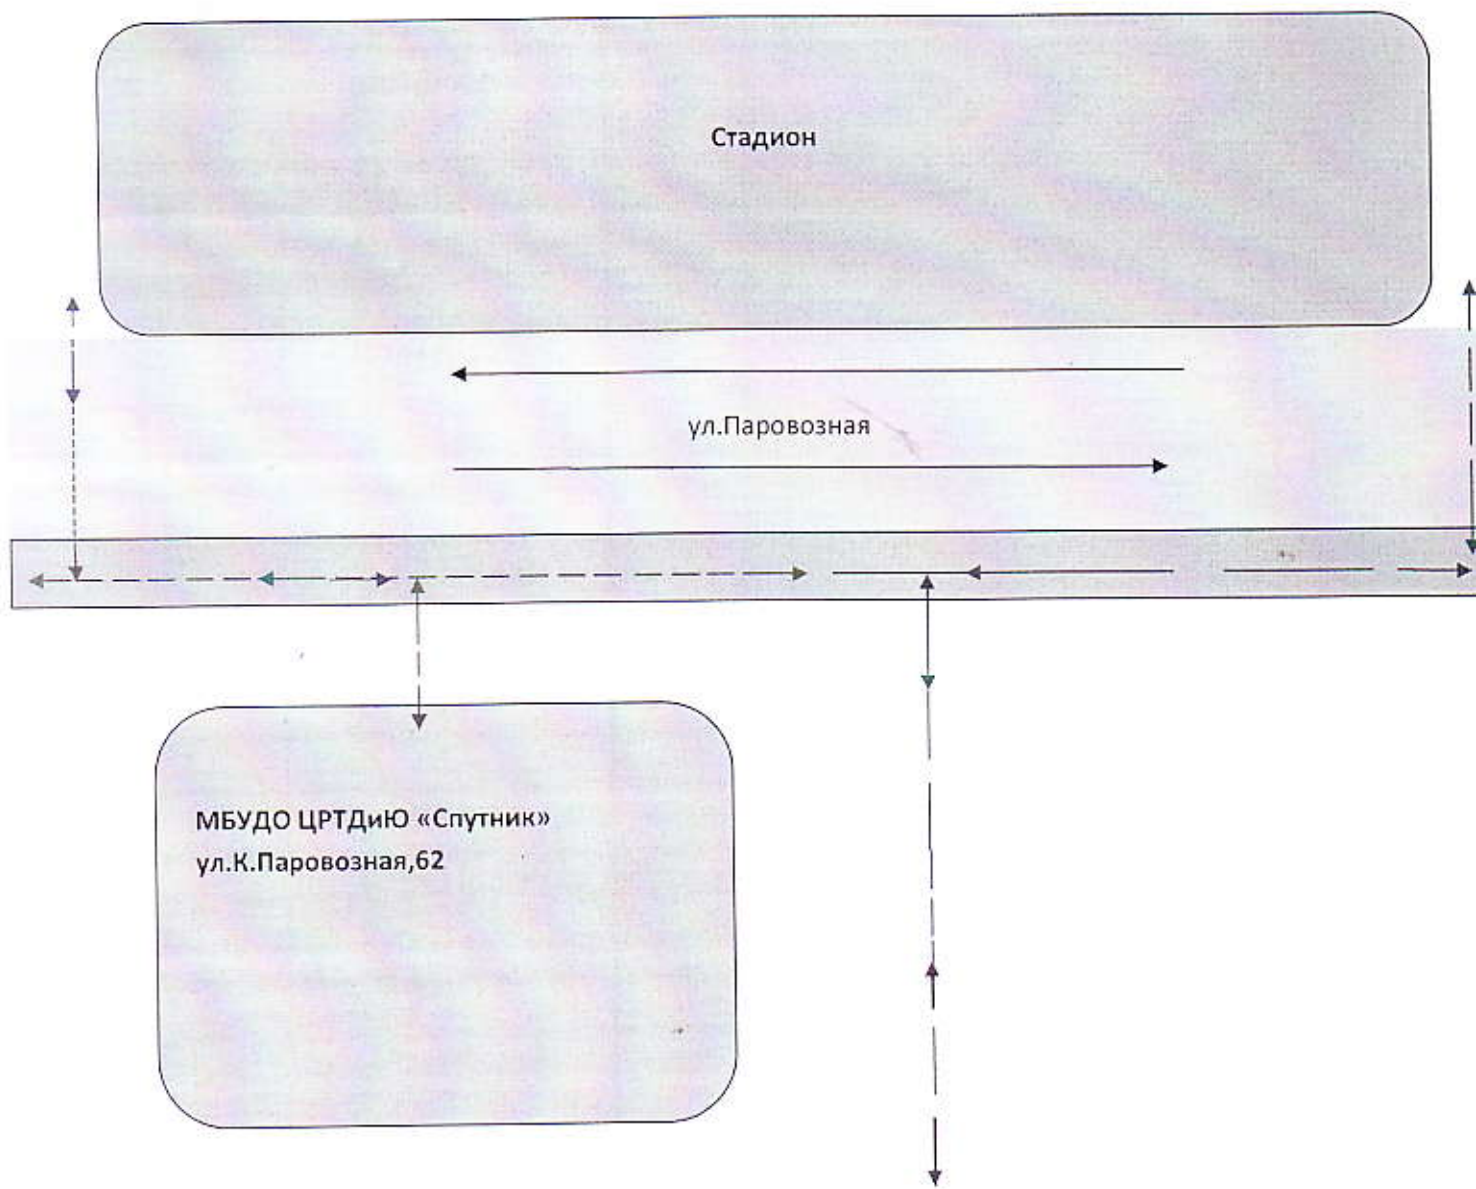 Стадион
ул.Паровозная
МБУДО ЦРТДиЮ «Спутник»
ул.К.Паровозная,62